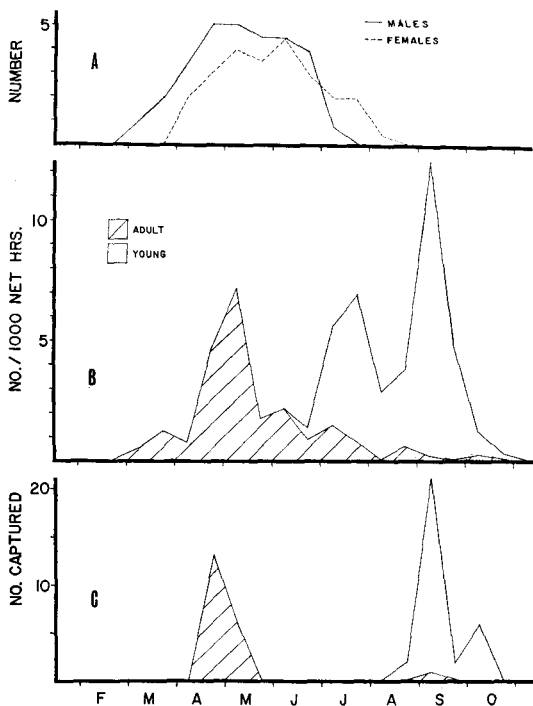 5
NUMBER
A
MALES
FEMALES
10
5
NO./1000 NET HRS.
B
ADULT
YOUNG
20
10
NO. CAPTURED
C
F M A M J J A S O